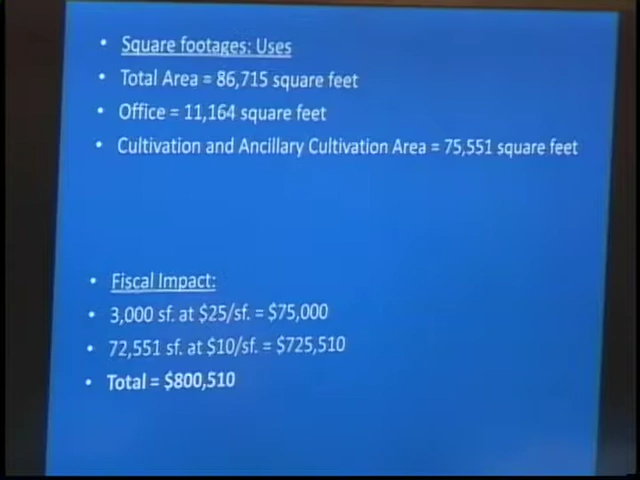 • Square footages: Uses
• Total Area = 86,715 square feet
• Office = 11,164 square feet
• Cultivation and Ancillary Cultivation Area = 75,551 square feet
• Fiscal Impact:
• 3,000 sf. at $25/sf. = $75,000
• 72,551 sf. at $10/sf. = $725,510
• Total = $800,510